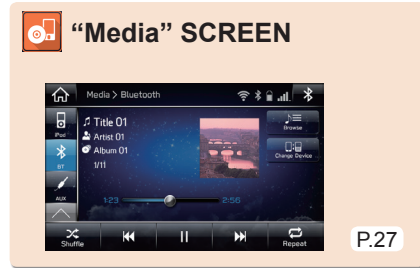 “Media” SCREEN
Media > Bluetooth
iPod
BT
AUX
Title 01
Artist 01
Album 01
1/11
Browse
Change Device
1:23
2:56
Shuffle
Repeat
P.27